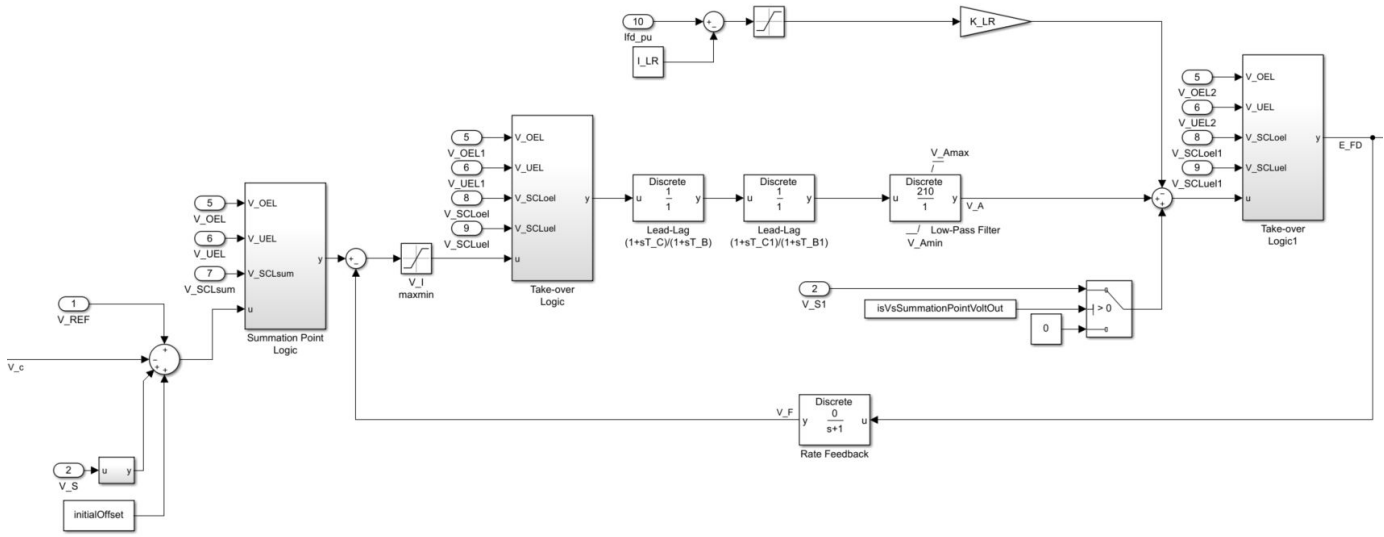 10
Ifd_pu
+
-
I_LR
K_LR
5
V_OEL2
6
V_UEL2
8
V_SCLoel1
9
V_SCLuel1
V_OEL
V_UEL
V_SCLoel
V_SCLuel
u
y
Take-over
Logic1
E_FD
5
V_OEL1
6
V_UEL1
8
V_SCLoel
9
V_SCLuel
V_OEL
V_UEL
V_SCLoel
V_SCLuel
u
y
Take-over
Logic
Discrete
u
1
1
y
Lead-Lag
(1+sT_C)/(1+sT_B)
Discrete
u
1
1
y
Lead-Lag
(1+sT_C1)/(1+sT_B1)
V_Amax
Discrete
u
210
1
y
V_A
Low-Pass Filter
V_Amin
-
+
+
5
V_OEL
6
V_UEL
7
V_SCLsum
V_OEL
V_UEL
V_SCLsum
u
y
Summation Point
Logic
+
-
V_I
maxmin
2
V_S1
isVsSummationPointVoltOut
0
> 0
1
V_REF
V_c
+
-
+
+
V_F
Discrete
y
0
s+1
u
Rate Feedback
2
V_S
u
y
initialOffset